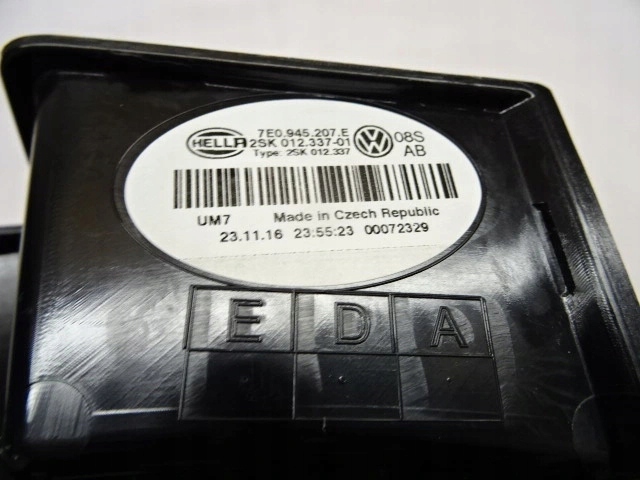 7E0.945.207.E
HELLA 2SK 012.337-01 VW 08S
Type: 2SK 012.337 AB
UM7 Made in Czech Republic
23.11.16 23:55:23 00072329
E D A